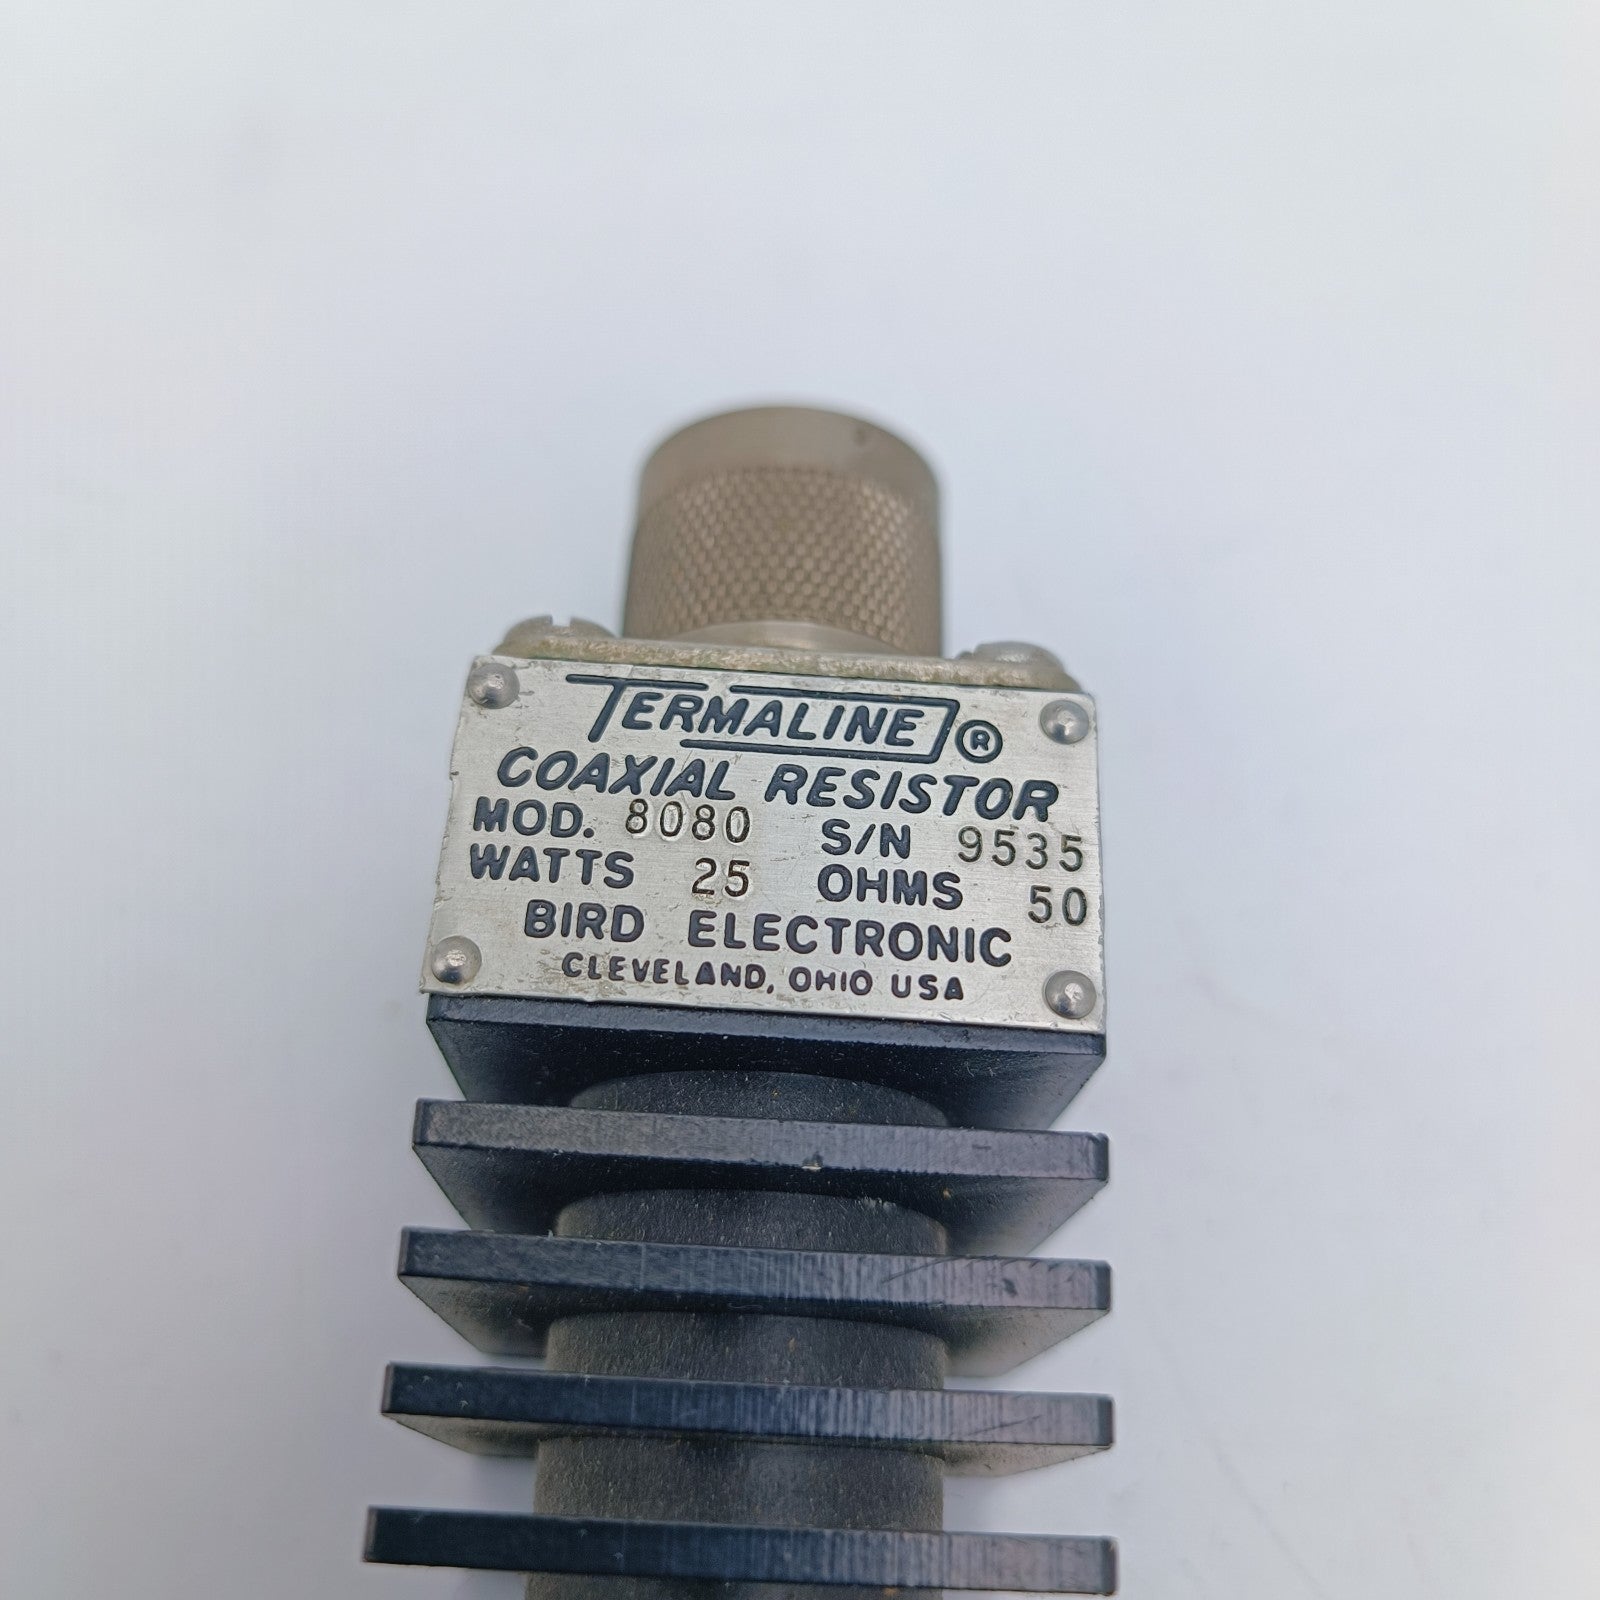 TERMALINE ®
COAXIAL RESISTOR
MOD. 8080 S/N 9535
WATTS 25 OHMS 50
BIRD ELECTRONIC
CLEVELAND, OHIO USA